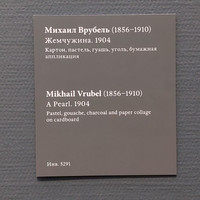 Михаил Врубель (1856–1910)
Жемчужина. 1904
Картон, пастель, гуашь, уголь, бумажная
аппликация
Mikhail Vrubel (1856–1910)
A Pearl. 1904
Pastel, gouache, charcoal and paper collage
on cardboard
Инв. 5291